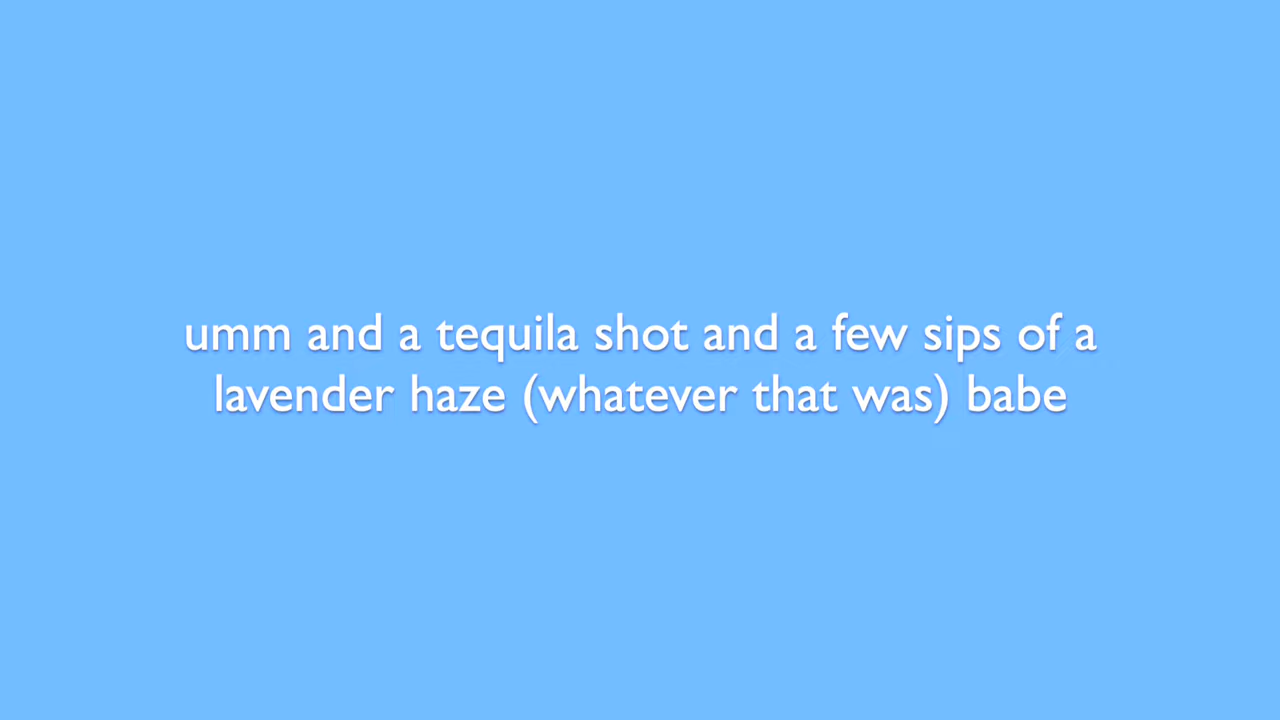 umm and a tequila shot and a few sips of a
lavender haze (whatever that was) babe